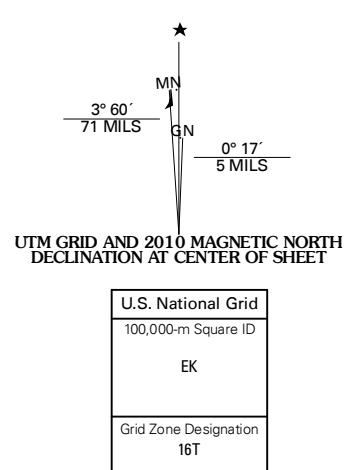 ★
MN
3° 60´
71 MILS
GN
0° 17´
5 MILS
UTM GRID AND 2010 MAGNETIC NORTH
DECLINATION AT CENTER OF SHEET
U.S. National Grid
100,000-m Square ID
EK
Grid Zone Designation
16T